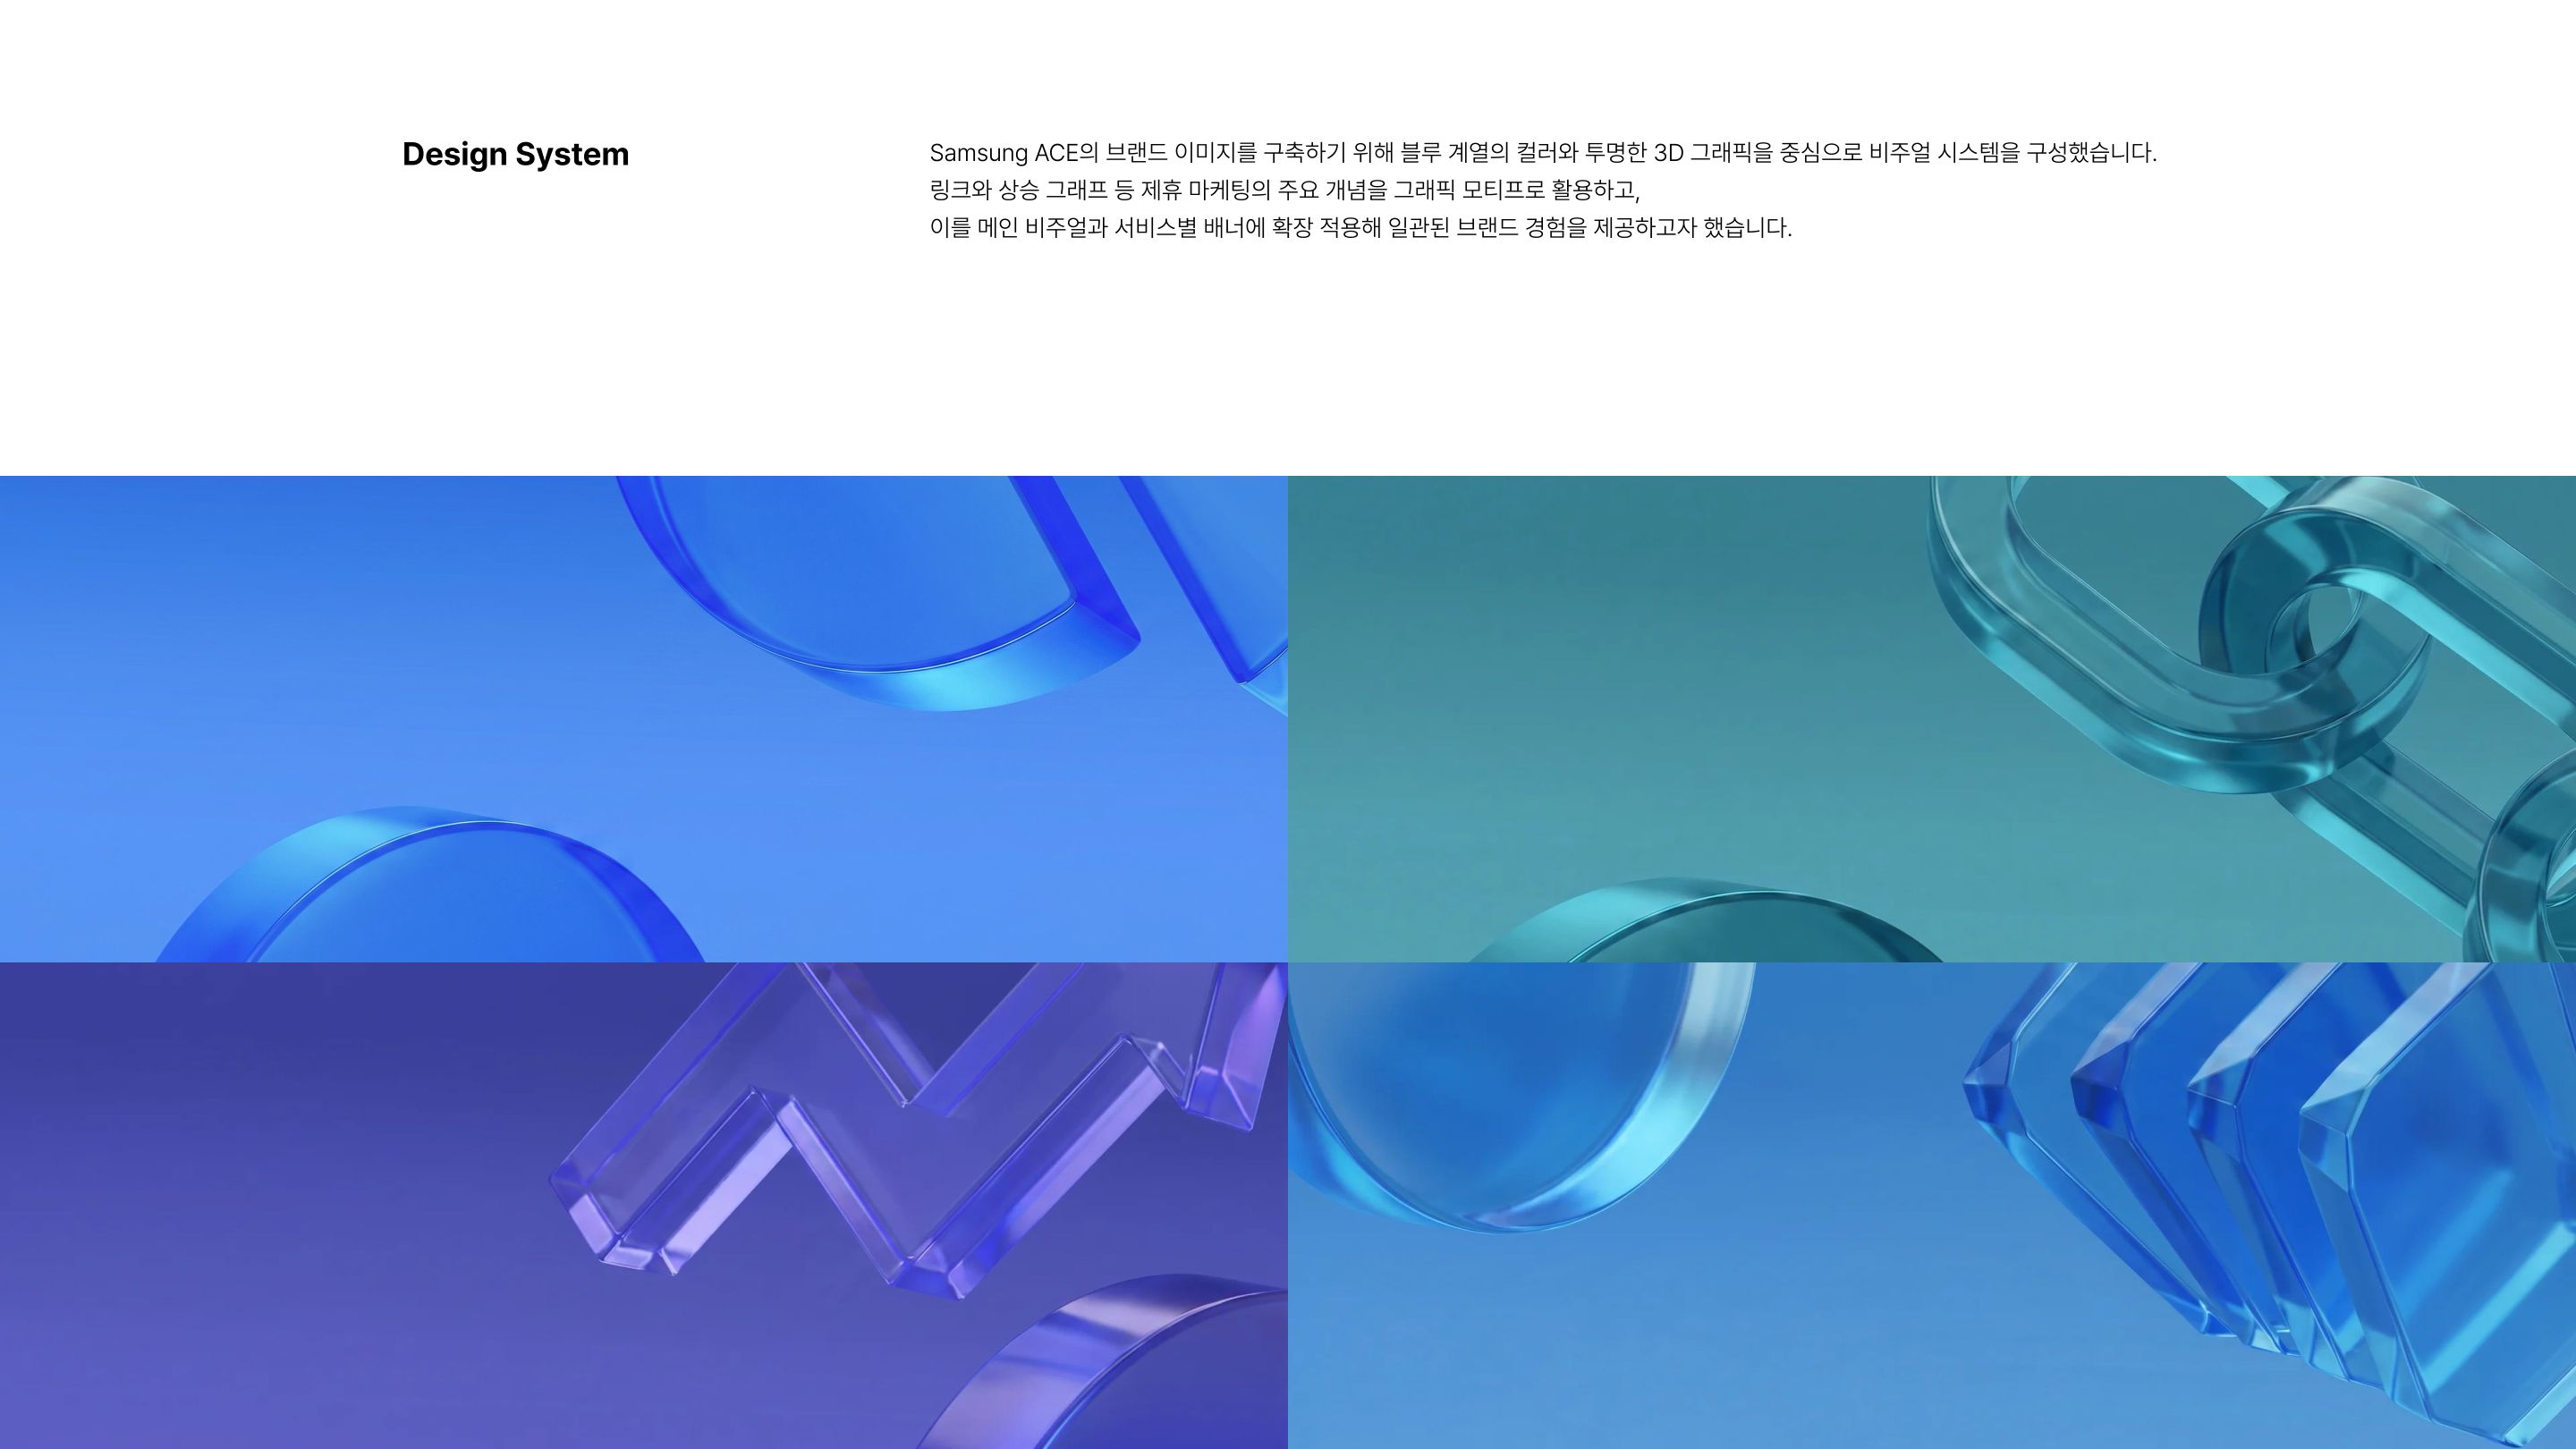 Design System
Samsung ACE의 브랜드 이미지를 구축하기 위해 블루 계열의 컬러와 투명한 3D 그래픽을 중심으로 비주얼 시스템을 구성했습니다.
링크와 상승 그래프 등 제휴 마케팅의 주요 개념을 그래픽 모티프로 활용하고,
이를 메인 비주얼과 서비스별 배너에 확장 적용해 일관된 브랜드 경험을 제공하고자 했습니다.